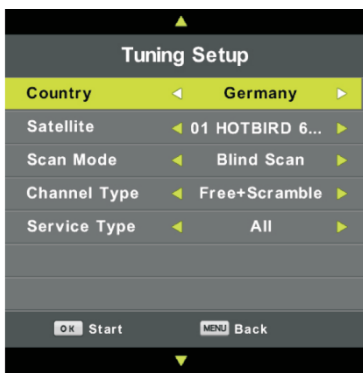 Tuning Setup
Country Germany
Satellite 01 HOTBIRD 6...
Scan Mode Blind Scan
Channel Type Free+Scramble
Service Type All
OK Start MENU Back